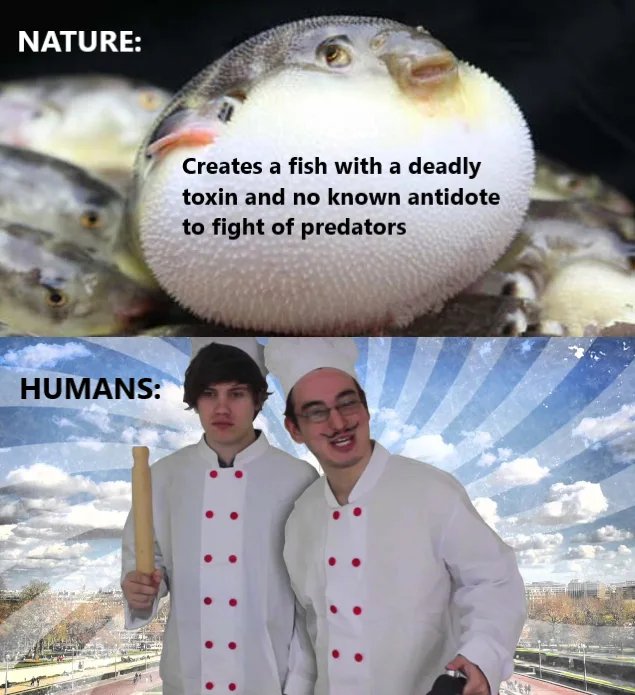 NATURE:
Creates a fish with a deadly
toxin and no known antidote
to fight of predators
HUMANS: